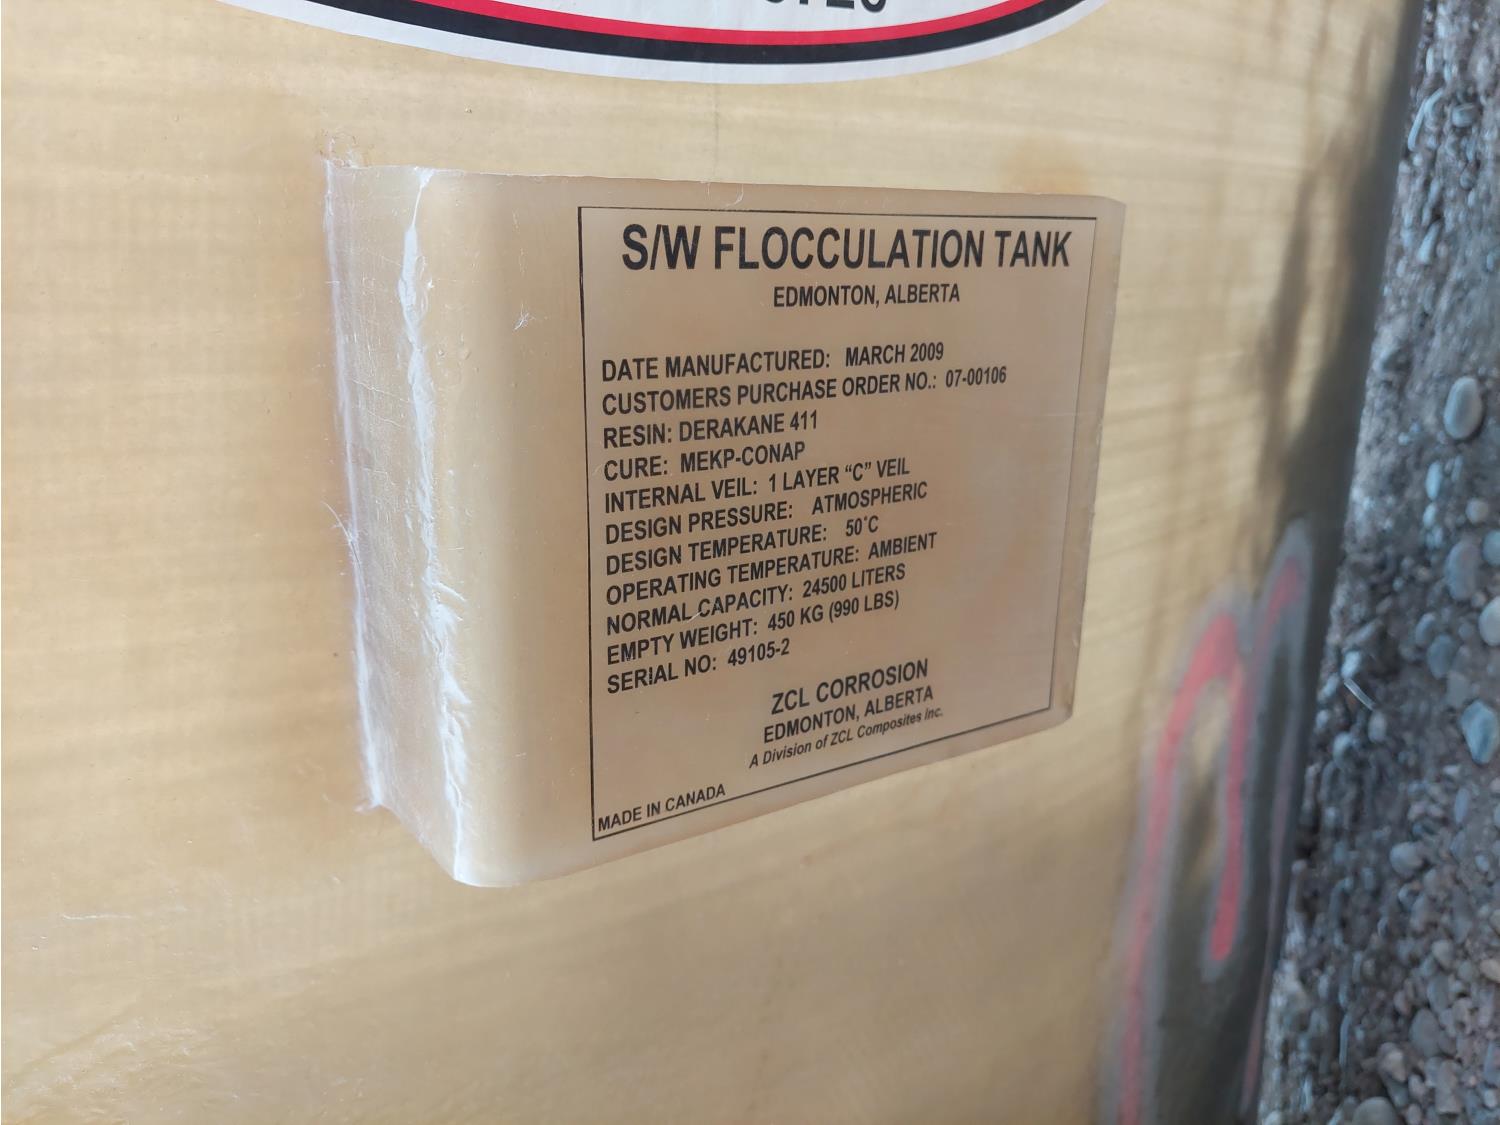 S/W FLOCCULATION TANK
EDMONTON, ALBERTA
DATE MANUFACTURED: MARCH 2009
CUSTOMERS PURCHASE ORDER NO.: 07-00106
RESIN: DERAKANE 411
CURE: MEKP-CONAP
INTERNAL VEIL: 1 LAYER “C” VEIL
DESIGN PRESSURE: ATMOSPHERIC
DESIGN TEMPERATURE: 50°C
OPERATING TEMPERATURE: AMBIENT
NORMAL CAPACITY: 24500 LITERS
EMPTY WEIGHT: 450 KG (990 LBS)
SERIAL NO: 49105-2
ZCL CORROSION
EDMONTON, ALBERTA
A Division of ZCL Composites Inc.
MADE IN CANADA